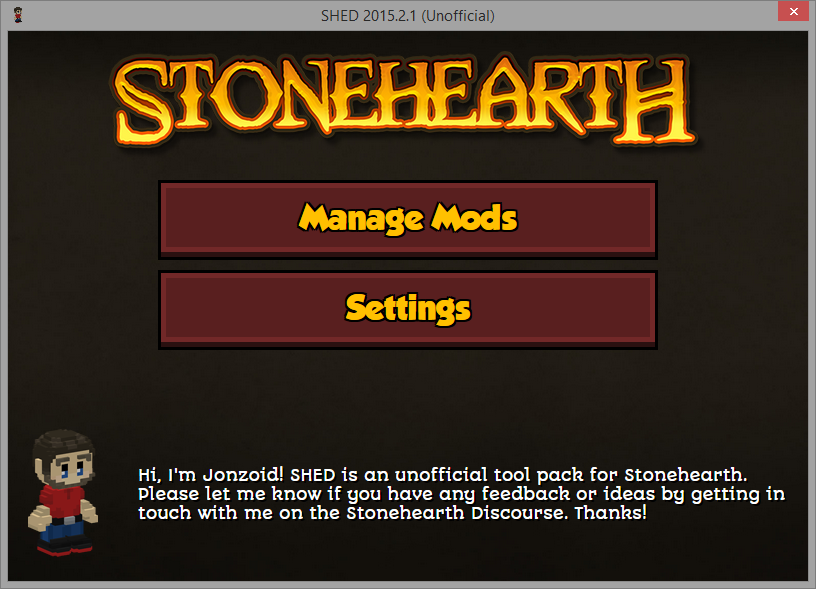 SHED 2015.2.1 (Unofficial)
STONEHEARTH
Manage Mods
Settings
Hi, I'm Jonzoid! SHED is an unofficial tool pack for Stonehearth.
Please let me know if you have any feedback or ideas by getting in
touch with me on the Stonehearth Discourse. Thanks!